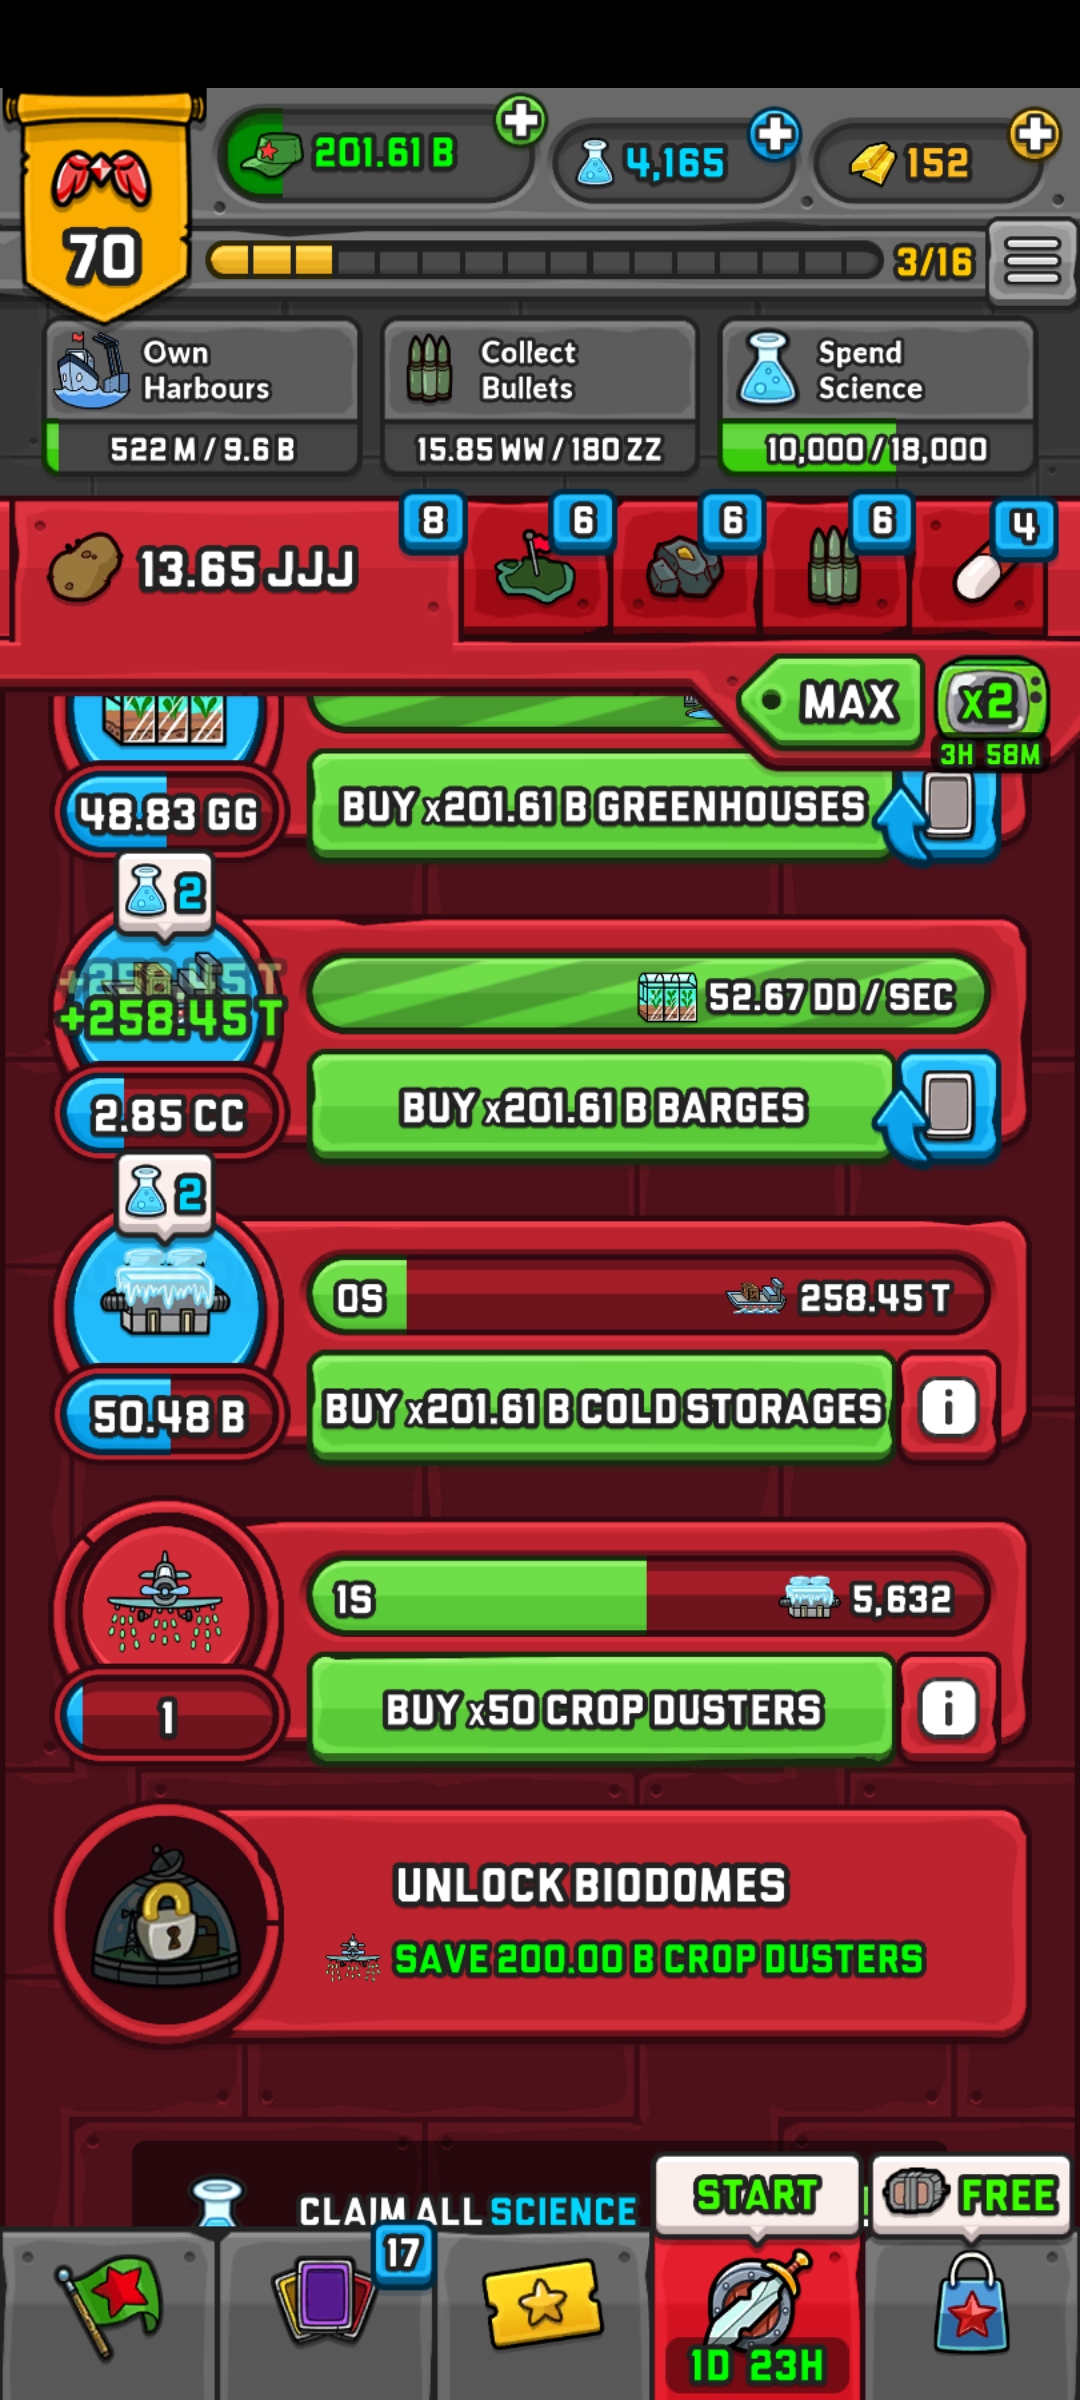 201.61 B
4,165
152
70
3/16
Own
Harbours
522 M / 9.6 B
Collect
Bullets
15.85 WW / 180 ZZ
Spend
Science
10,000 / 18,000
13.65 JJJ
8
6
6
6
4
MAX
x2
3H 58M
48.83 GG
BUY x201.61 B GREENHOUSES
2
+258.45 T
+258.45 T
52.67 DD / SEC
2.85 CC
BUY x201.61 B BARGES
2
0S
258.45 T
50.48 B
BUY x201.61 B COLD STORAGES
i
1S
5,632
1
BUY x50 CROP DUSTERS
i
UNLOCK BIODOMES
SAVE 200.00 B CROP DUSTERS
CLAIM ALL SCIENCE
START
FREE
17
1D 23H